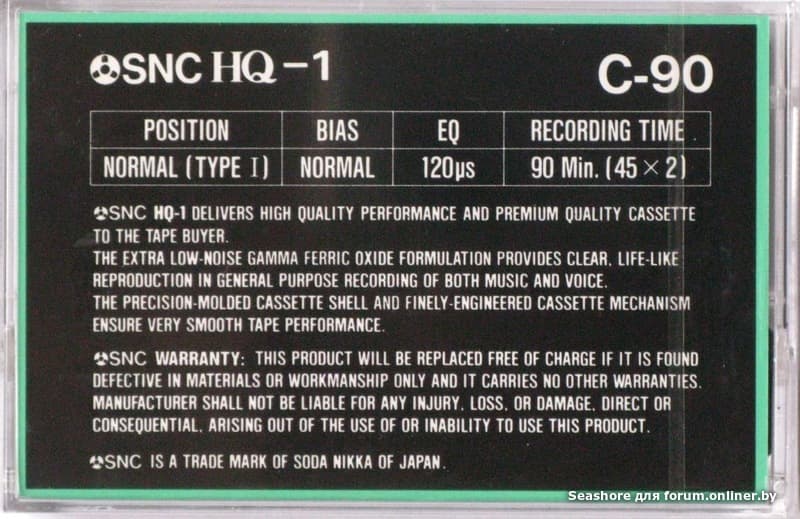 SNC HQ-1
C-90
POSITION BIAS EQ RECORDING TIME
NORMAL (TYPE I) NORMAL 120µs 90 Min. (45 × 2)
SNC HQ-1 DELIVERS HIGH QUALITY PERFORMANCE AND PREMIUM QUALITY CASSETTE
TO THE TAPE BUYER.
THE EXTRA LOW-NOISE GAMMA FERRIC OXIDE FORMULATION PROVIDES CLEAR, LIFE-LIKE
REPRODUCTION IN GENERAL PURPOSE RECORDING OF BOTH MUSIC AND VOICE.
THE PRECISION-MOLDED CASSETTE SHELL AND FINELY-ENGINEERED CASSETTE MECHANISM
ENSURE VERY SMOOTH TAPE PERFORMANCE.
SNC WARRANTY: THIS PRODUCT WILL BE REPLACED FREE OF CHARGE IF IT IS FOUND
DEFECTIVE IN MATERIALS OR WORKMANSHIP ONLY AND IT CARRIES NO OTHER WARRANTIES.
MANUFACTURER SHALL NOT BE LIABLE FOR ANY INJURY, LOSS, OR DAMAGE, DIRECT OR
CONSEQUENTIAL, ARISING OUT OF THE USE OF OR INABILITY TO USE THIS PRODUCT.
SNC IS A TRADE MARK OF SODA NIKKA OF JAPAN.
Seashore для forum.onliner.by